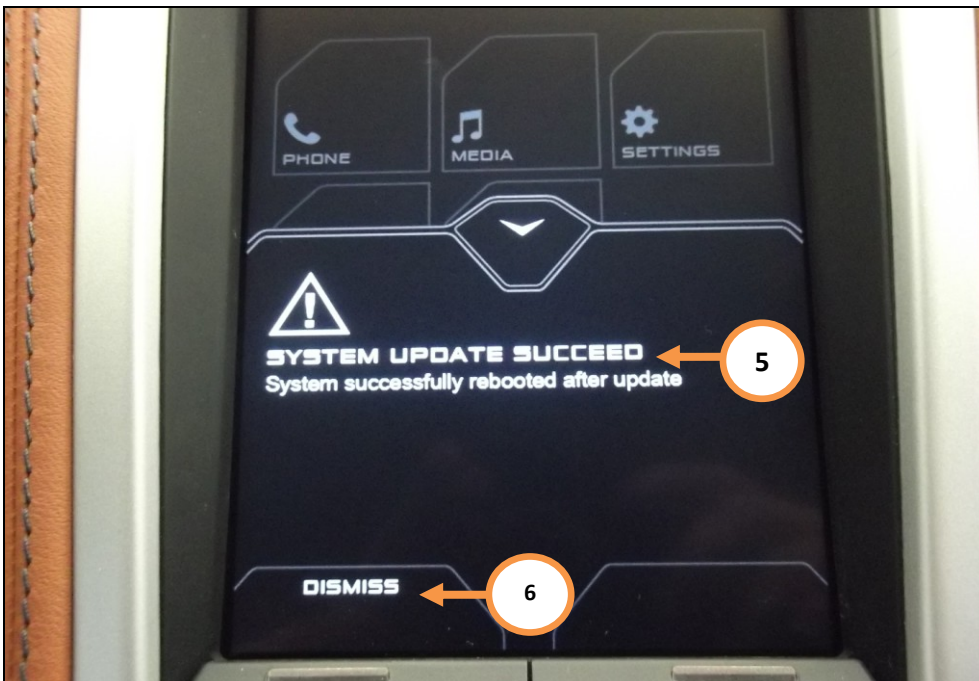 PHONE
MEDIA
SETTINGS
SYSTEM UPDATE SUCCEED
5
System successfully rebooted after update
DISMISS
6